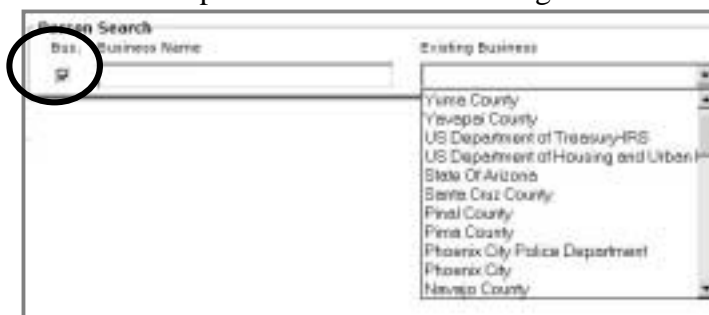 Person Search
Bus. Business Name Existing Business
Yuma County
Yavapai County
US Department of Treasury-IRS
US Department of Housing and Urban
State Of Arizona
Santa Cruz County
Pinal County
Pima County
Phoenix City Police Department
Phoenix City
Navajo County